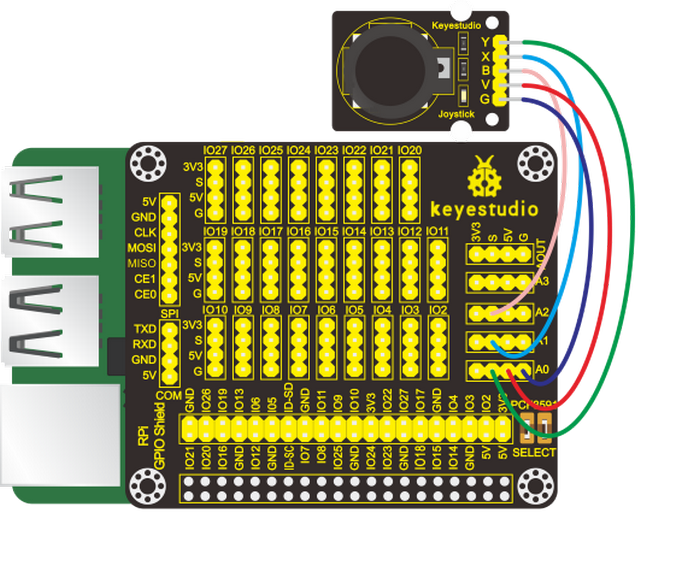 Keyestudio
Y
X
B
V
G
Joystick
IO27 IO26 IO25 IO24 IO23 IO22 IO21 IO20
3V3
S
5V
G
keyestudio
5V
GND
CLK
MOSI
MISO
CE1
CE0
SPI
IO19 IO18 IO17 IO16 IO15 IO14 IO13 IO12 IO11
3V3
S
5V
G
3V3 S 5V G
A3
A2
A1
A0
IO10 IO9 IO8 IO7 IO6 IO5 IO4 IO3 IO2
3V3
S
5V
G
TXD
RXD
GND
5V
COM
RPi
GPIO Shield
GND IO26 IO19 IO13 IO6 IO5 ID-SD GND IO11 IO9 IO10 3V3 IO22 IO27 IO17 GND IO4 IO3 IO2
IO21 IO20 IO16 GND IO12 GND ID-SC IO7 IO8 IO25 GND IO24 IO23 GND IO18 IO15 IO14 GND 5V 5V
SELECT